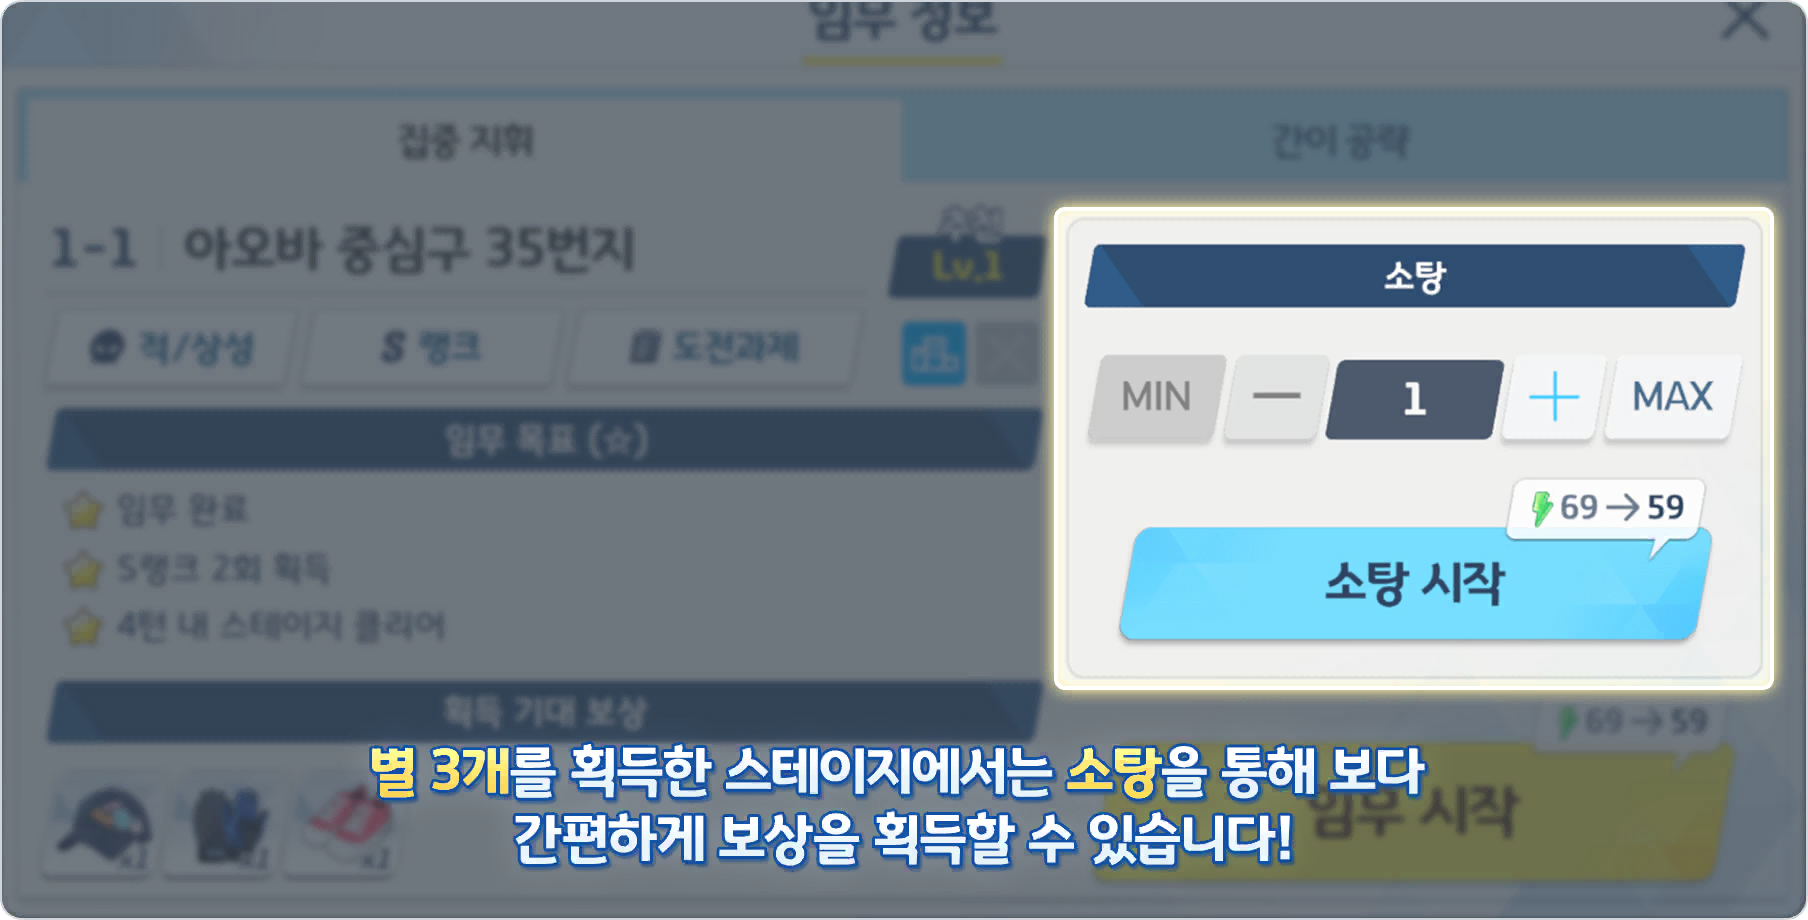 임무 정보
집중 지휘
간이 공략
1-1 아오바 중심구 35번지
추천
Lv.1
적/상성
S 랭크
도전과제
임무 목표 (☆)
임무 완료
S랭크 2회 획득
4턴 내 스테이지 클리어
획득 기대 보상
x1
x1
x1
소탕
MIN
1
MAX
69→59
소탕 시작
69→59
임무 시작
별 3개를 획득한 스테이지에서는 소탕을 통해 보다
간편하게 보상을 획득할 수 있습니다!